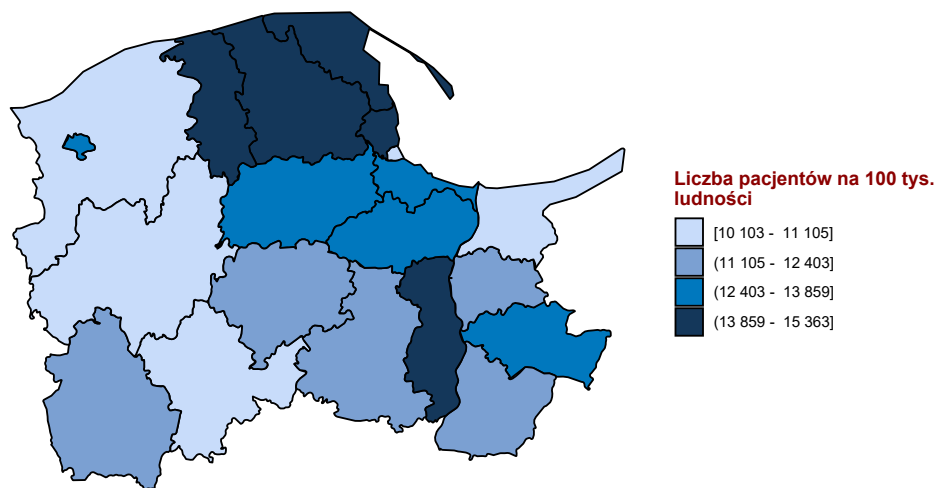 Liczba pacjentów na 100 tys.
ludności
[10 103 - 11 105]
(11 105 - 12 403]
(12 403 - 13 859]
(13 859 - 15 363]